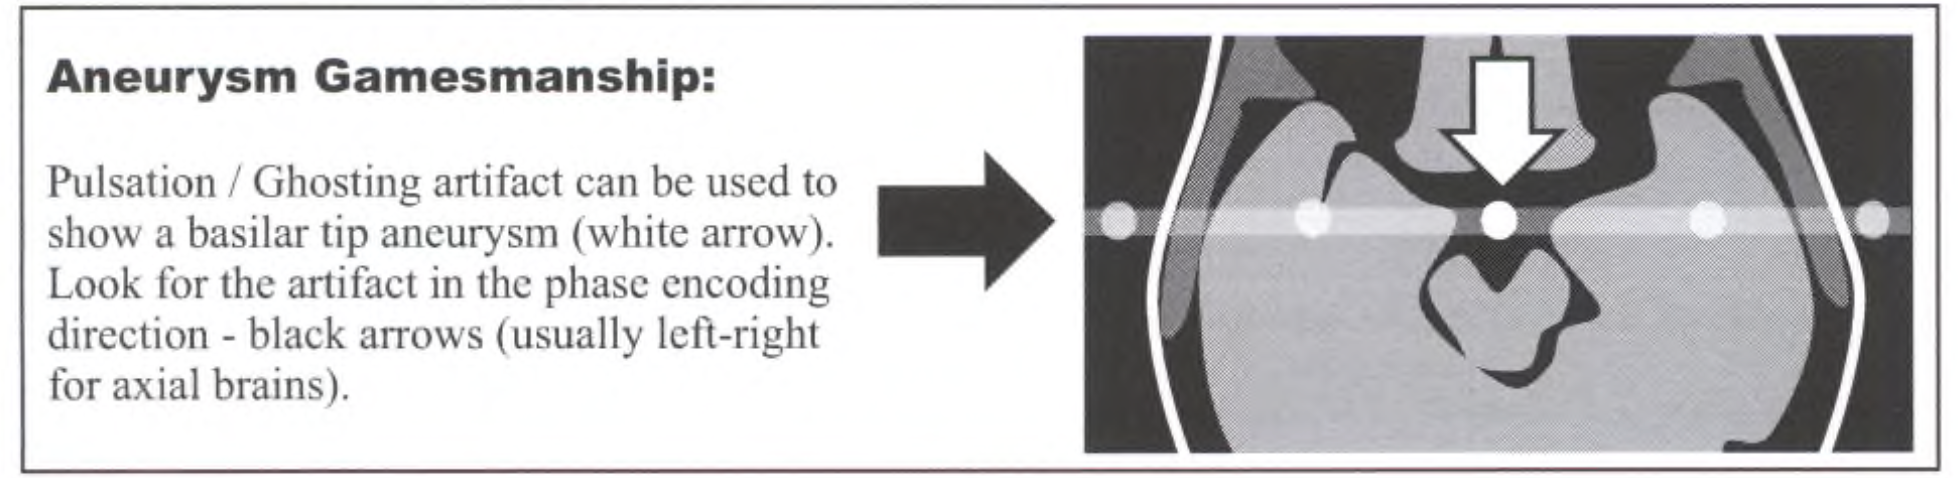 Aneurysm Gamesmanship:
Pulsation / Ghosting artifact can be used to
show a basilar tip aneurysm (white arrow).
Look for the artifact in the phase encoding
direction - black arrows (usually left-right
for axial brains).